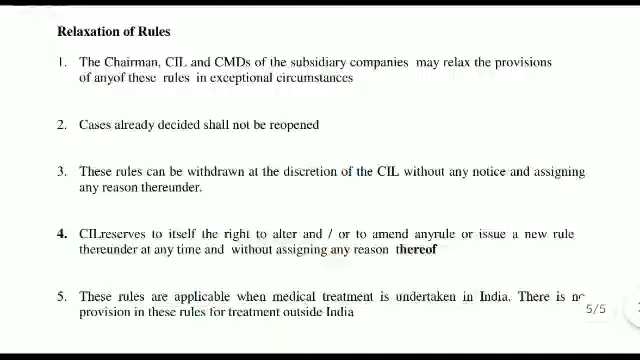 Relaxation of Rules
1. The Chairman, CIL and CMDs of the subsidiary companies may relax the provisions
of anyof these rules in exceptional circumstances
2. Cases already decided shall not be reopened
3. These rules can be withdrawn at the discretion of the CIL without any notice and assigning
any reason thereunder.
4. CILreserves to itself the right to alter and / or to amend anyrule or issue a new rule
thereunder at any time and without assigning any reason thereof
5. These rules are applicable when medical treatment is undertaken in India. There is no
provision in these rules for treatment outside India
5/5